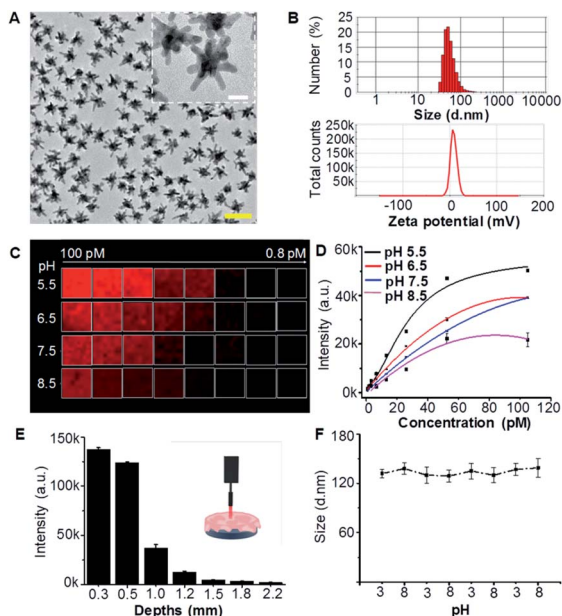 A
B
25
20
15
10
5
0
Number (%)
1
10
100
1000
10000
Size (d.nm)
250k
200k
150k
100k
50k
Total counts
-100
0
100
200
Zeta potential (mV)
C
100 pM
0.8 pM
pH
5.5
6.5
7.5
8.5
D
60k
40k
20k
0k
Intensity (a.u.)
pH 5.5
pH 6.5
pH 7.5
pH 8.5
0
20
40
60
80
100
120
Concentration (pM)
E
150k
100k
50k
0k
Intensity (a.u.)
0.3 0.5 1.0 1.2 1.5 1.8 2.2
Depths (mm)
F
180
120
60
0
Size (d.nm)
3 8 3 8 3 8 3 8
pH